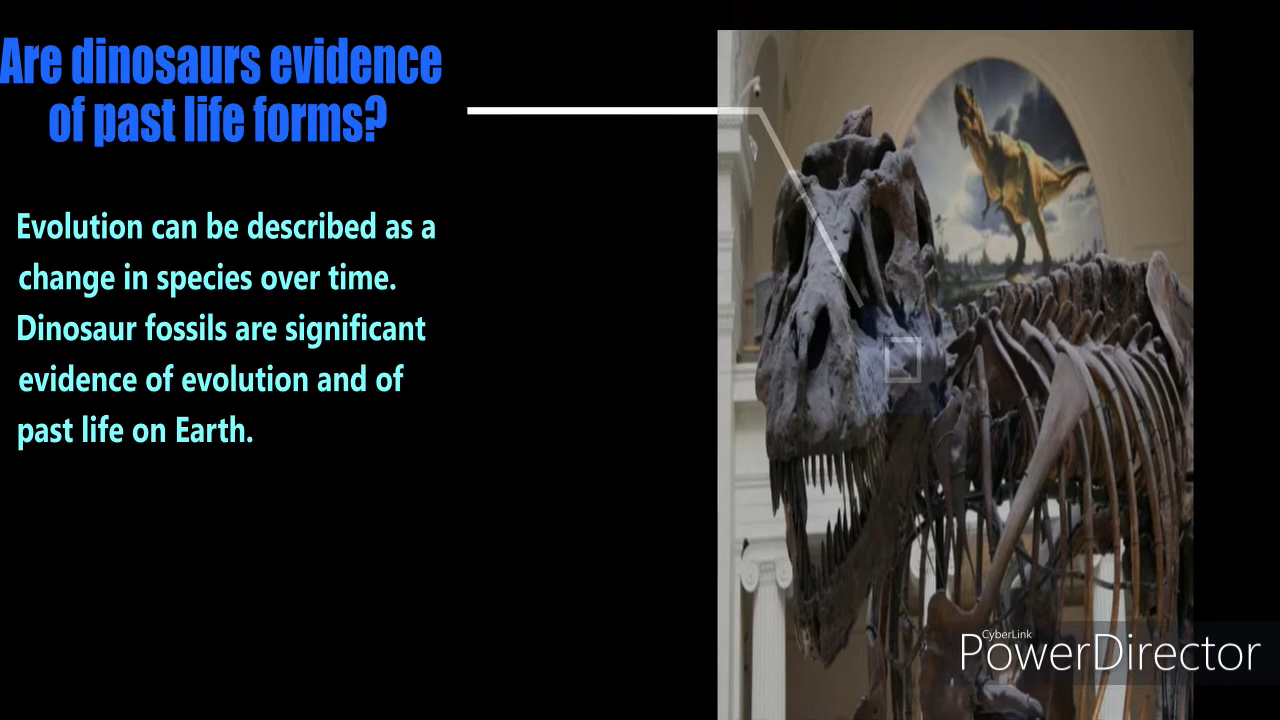 Are dinosaurs evidence
of past life forms?
Evolution can be described as a
change in species over time.
Dinosaur fossils are significant
evidence of evolution and of
past life on Earth.
CyberLink
PowerDirector